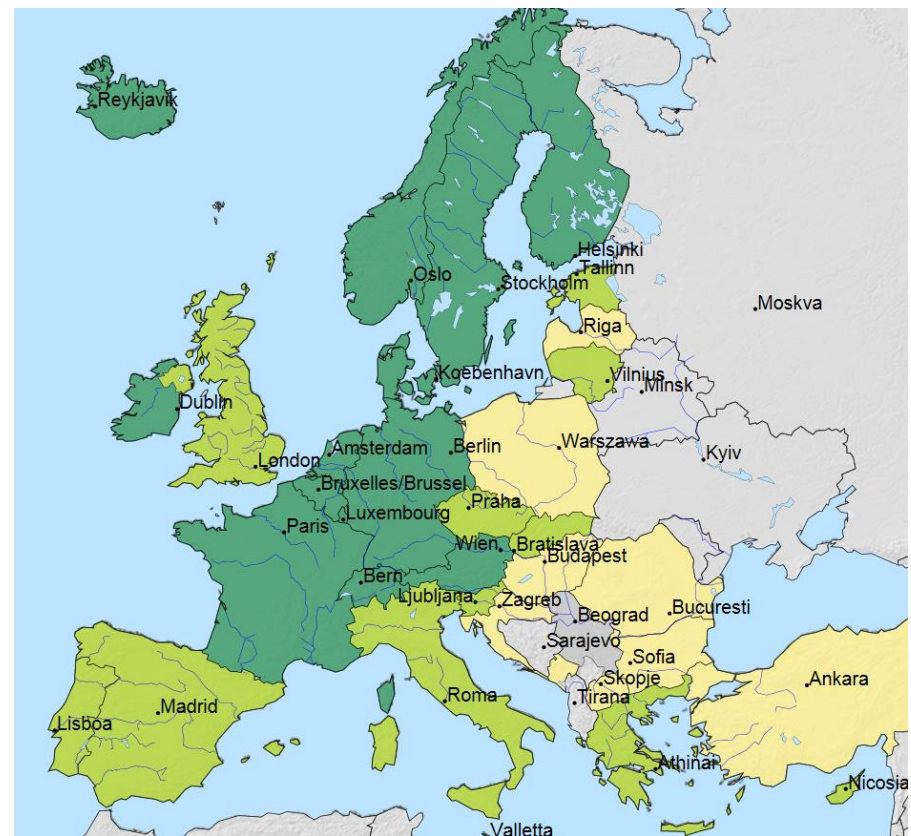 Reykjavik
Helsinki
Tallinn
Oslo
Stockholm
Moskva
Riga
Koebenhavn
Vilnius
Minsk
Dublin
Amsterdam
Berlin
Warszawa
Kyiv
London
Bruxelles/Brussel
Praha
Luxembourg
Paris
Wien
Bratislava
Budapest
Bern
Ljubljana
Zagreb
Beograd
Bucuresti
Sarajevo
Sofia
Skopje
Ankara
Tirana
Roma
Madrid
Lisboa
Athinai
Nicosia
Valletta